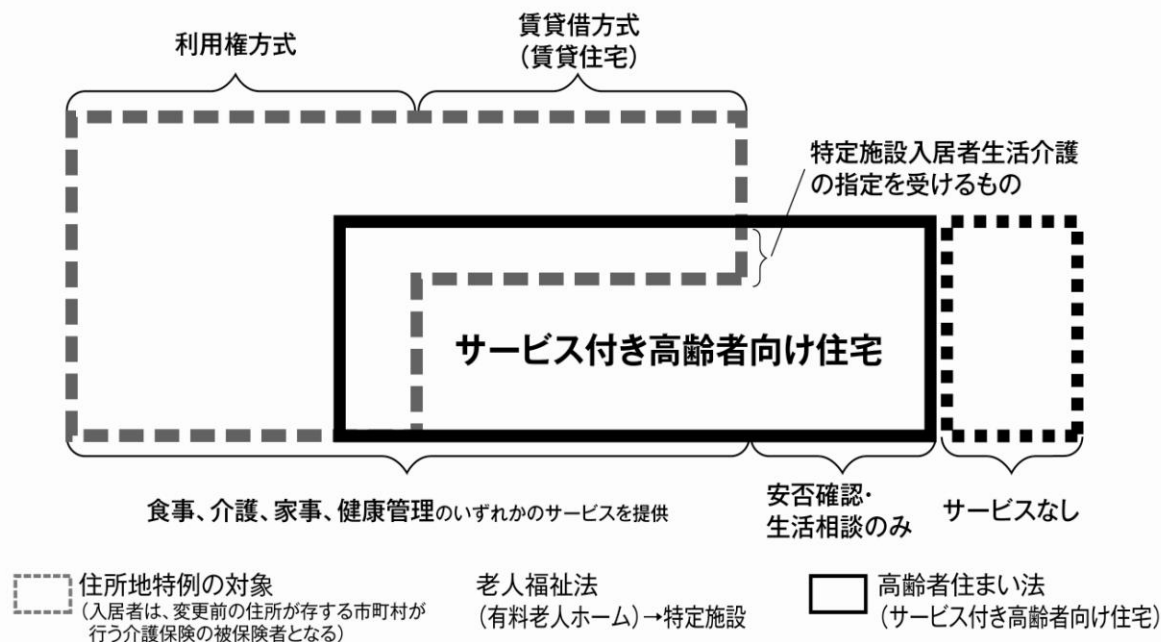 利用権方式
賃貸借方式
(賃貸住宅)
特定施設入居者生活介護
の指定を受けるもの
サービス付き高齢者向け住宅
食事、介護、家事、健康管理のいずれかのサービスを提供
安否確認・
生活相談のみ
サービスなし
住所地特例の対象
(入居者は、変更前の住所が存する市町村が
行う介護保険の被保険者となる)
老人福祉法
(有料老人ホーム)→特定施設
高齢者住まい法
(サービス付き高齢者向け住宅)